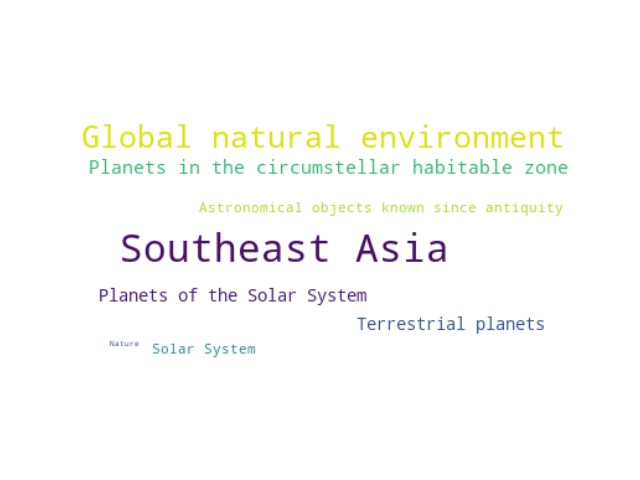 Global natural environment
Planets in the circumstellar habitable zone
Astronomical objects known since antiquity
Southeast Asia
Planets of the Solar System
Terrestrial planets
Nature
Solar System